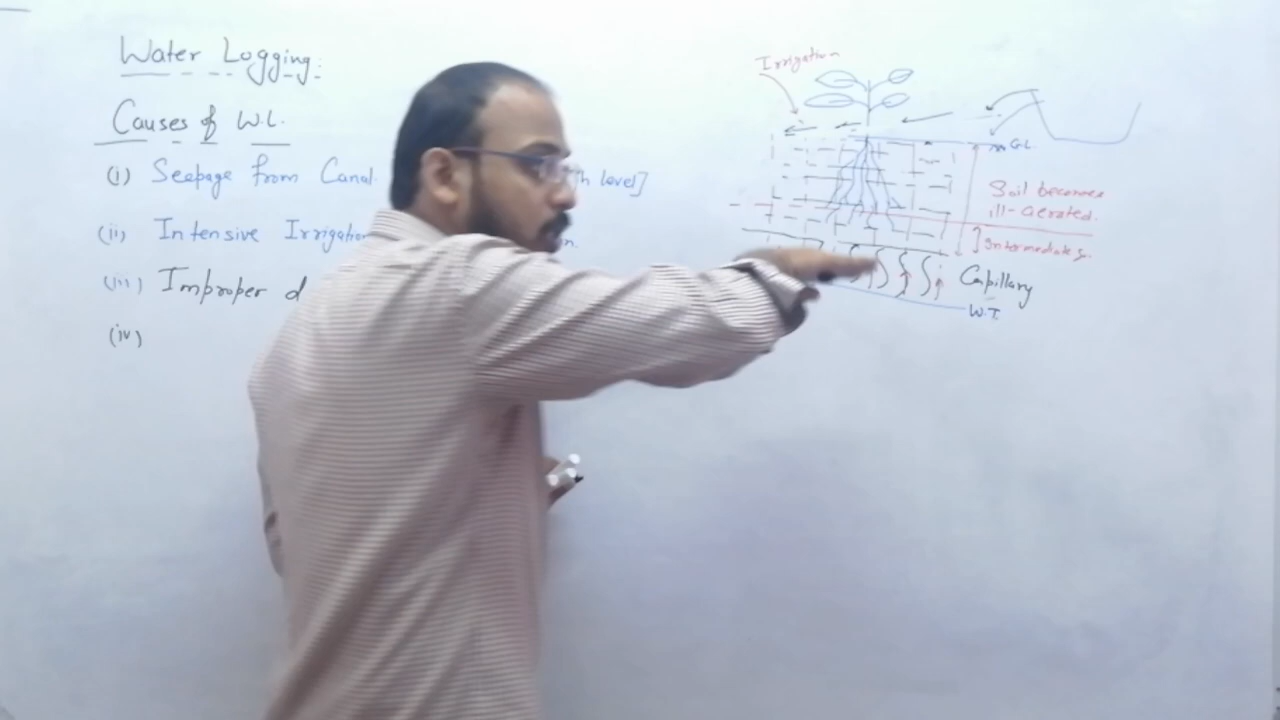 Water Logging:
Causes of W.L.
(i) Seepage from Canal level]
(ii) Intensive Irrigation
(iii) Improper d
(iv)
Irrigation
G.L.
Soil becomes
ill-aerated.
Intermediate
Capillary
W.T.